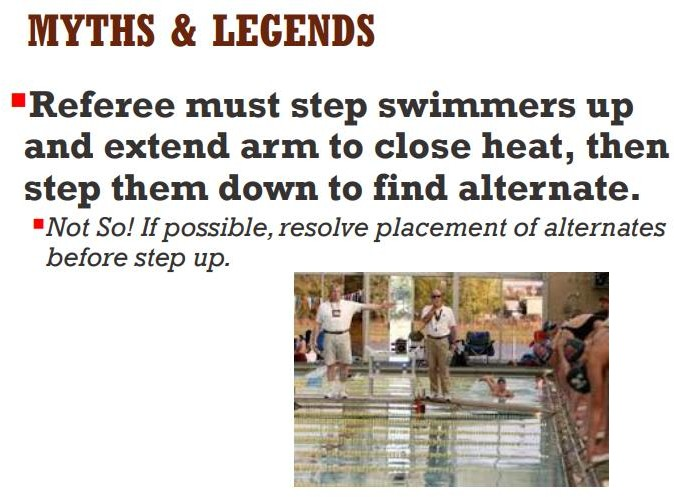 MYTHS & LEGENDS
Referee must step swimmers up
and extend arm to close heat, then
step them down to find alternate.
Not So! If possible, resolve placement of alternates
before step up.